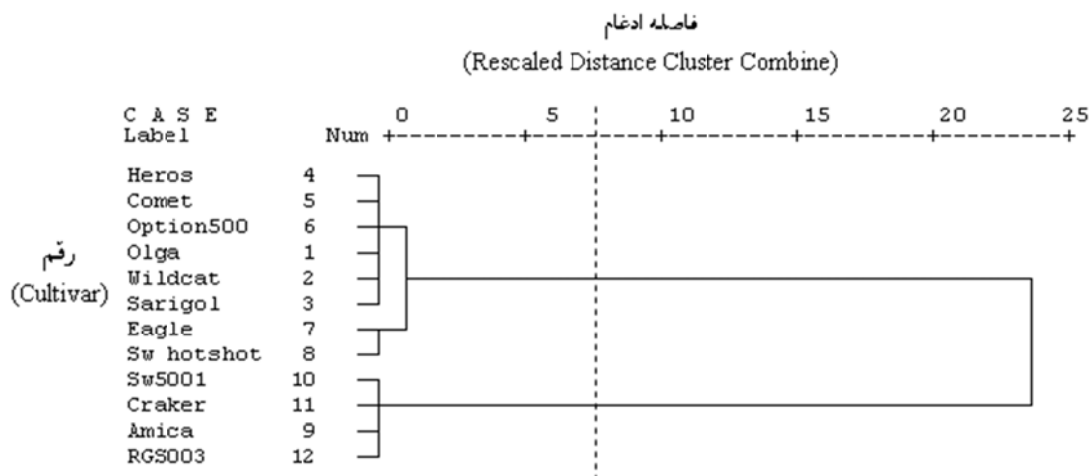 فاصله ادغام
(Rescaled Distance Cluster Combine)
C A S E 0 5 10 15 20 25
Label Num +---------+---------+---------+---------+---------+
Heros 4
Comet 5
Option500 6
Olga 1
Wildcat 2
Sarigol 3
Eagle 7
Sw hotshot 8
Sw5001 10
Craker 11
Amica 9
RGS003 12
رقم
(Cultivar)